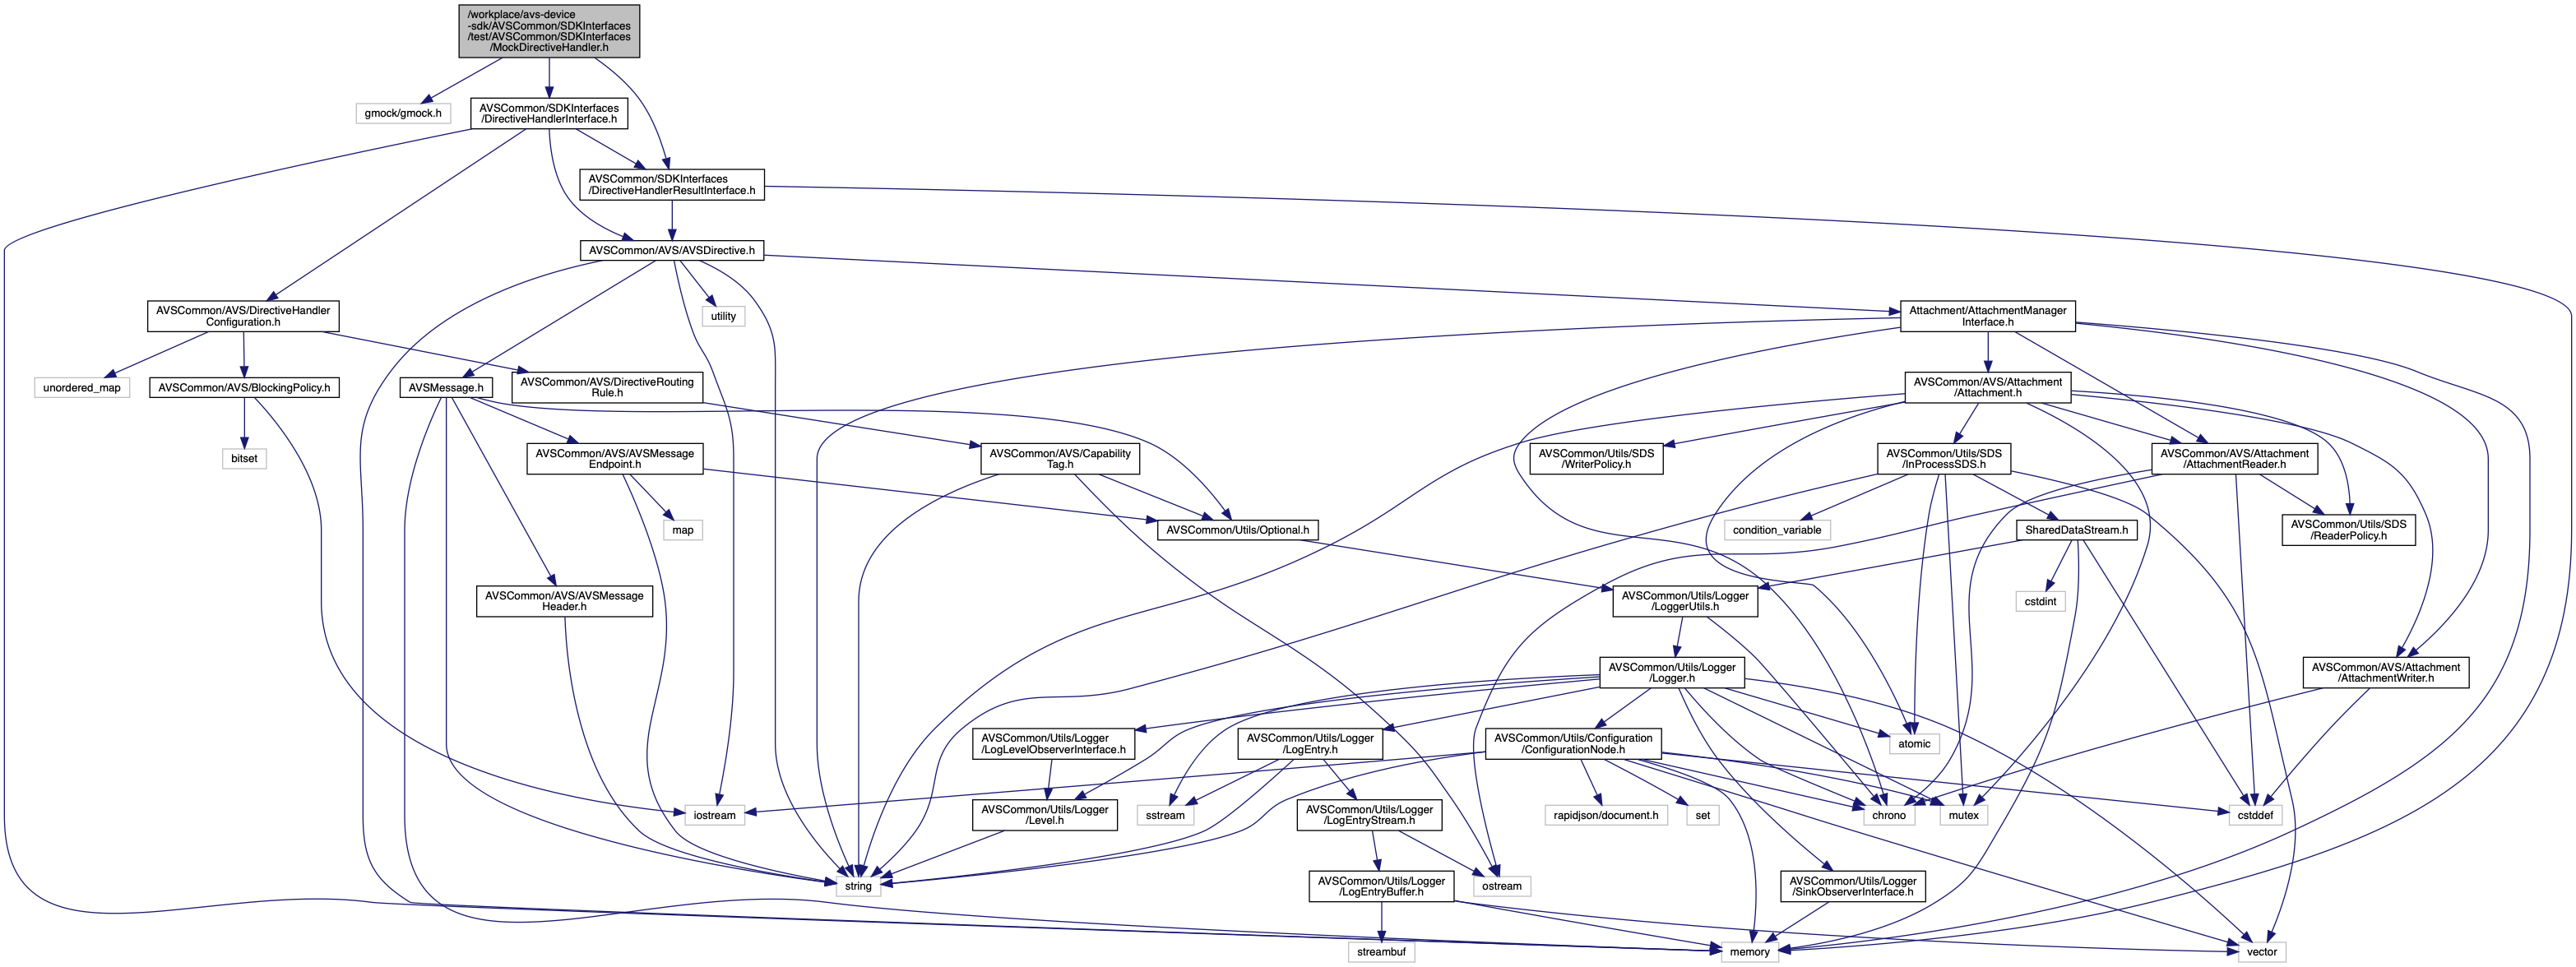 /workplace/avs-device
-sdk/AVSCommon/SDKInterfaces
/test/AVSCommon/SDKInterfaces
/MockDirectiveHandler.h
gmock/gmock.h
AVSCommon/SDKInterfaces
/DirectiveHandlerInterface.h
AVSCommon/SDKInterfaces
/DirectiveHandlerResultInterface.h
AVSCommon/AVS/AVSDirective.h
AVSCommon/AVS/DirectiveHandler
Configuration.h
utility
Attachment/AttachmentManager
Interface.h
unordered_map
AVSCommon/AVS/BlockingPolicy.h
AVSMessage.h
AVSCommon/AVS/DirectiveRouting
Rule.h
AVSCommon/AVS/Attachment
/Attachment.h
bitset
AVSCommon/AVS/AVSMessage
Endpoint.h
AVSCommon/AVS/Capability
Tag.h
AVSCommon/Utils/SDS
/WriterPolicy.h
AVSCommon/Utils/SDS
/InProcessSDS.h
AVSCommon/AVS/Attachment
/AttachmentReader.h
map
AVSCommon/Utils/Optional.h
condition_variable
SharedDataStream.h
AVSCommon/Utils/SDS
/ReaderPolicy.h
AVSCommon/AVS/AVSMessage
Header.h
AVSCommon/Utils/Logger
/LoggerUtils.h
cstdint
AVSCommon/Utils/Logger
/Logger.h
AVSCommon/AVS/Attachment
/AttachmentWriter.h
AVSCommon/Utils/Logger
/LogLevelObserverInterface.h
AVSCommon/Utils/Logger
/LogEntry.h
AVSCommon/Utils/Configuration
/ConfigurationNode.h
atomic
iostream
AVSCommon/Utils/Logger
/Level.h
sstream
AVSCommon/Utils/Logger
/LogEntryStream.h
rapidjson/document.h
set
chrono
mutex
cstddef
string
AVSCommon/Utils/Logger
/LogEntryBuffer.h
ostream
AVSCommon/Utils/Logger
/SinkObserverInterface.h
streambuf
memory
vector